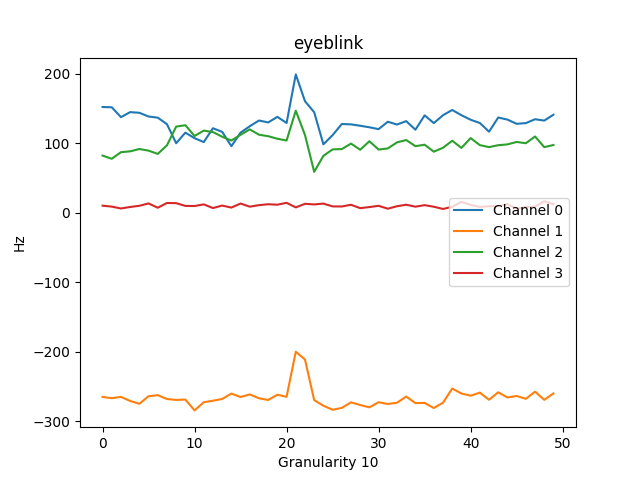 eyeblink
200
100
0
−100
−200
−300
Hz
Channel 0
Channel 1
Channel 2
Channel 3
0 10 20 30 40 50
Granularity 10